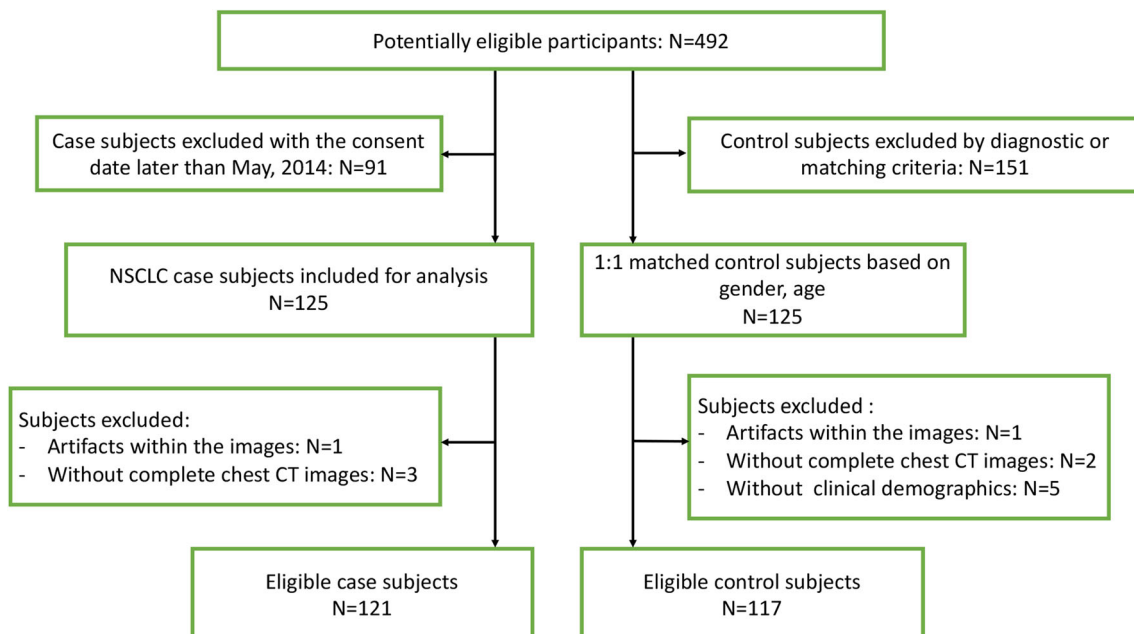 Potentially eligible participants: N=492
Case subjects excluded with the consent
date later than May, 2014: N=91
Control subjects excluded by diagnostic or
matching criteria: N=151
NSCLC case subjects included for analysis
N=125
1:1 matched control subjects based on
gender, age
N=125
Subjects excluded:
- Artifacts within the images: N=1
- Without complete chest CT images: N=3
Subjects excluded :
- Artifacts within the images: N=1
- Without complete chest CT images: N=2
- Without clinical demographics: N=5
Eligible case subjects
N=121
Eligible control subjects
N=117